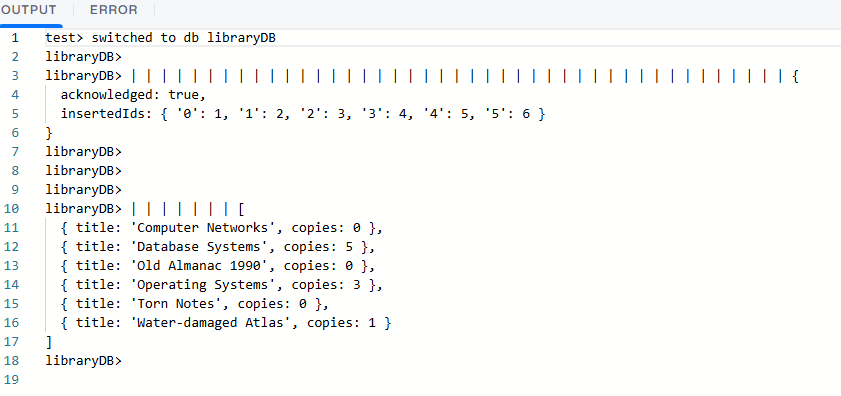 OUTPUT ERROR
1 test> switched to db libraryDB
2 libraryDB>
3 libraryDB> | | | | | | | | | | | | | | | | | | | | | | | | | | | | | | | | | | | | | | | | | | | {
4 acknowledged: true,
5 insertedIds: { '0': 1, '1': 2, '2': 3, '3': 4, '4': 5, '5': 6 }
6 }
7 libraryDB>
8 libraryDB>
9 libraryDB>
10 libraryDB> | | | | | | | [
11 { title: 'Computer Networks', copies: 0 },
12 { title: 'Database Systems', copies: 5 },
13 { title: 'Old Almanac 1990', copies: 0 },
14 { title: 'Operating Systems', copies: 3 },
15 { title: 'Torn Notes', copies: 0 },
16 { title: 'Water-damaged Atlas', copies: 1 }
17 ]
18 libraryDB>
19